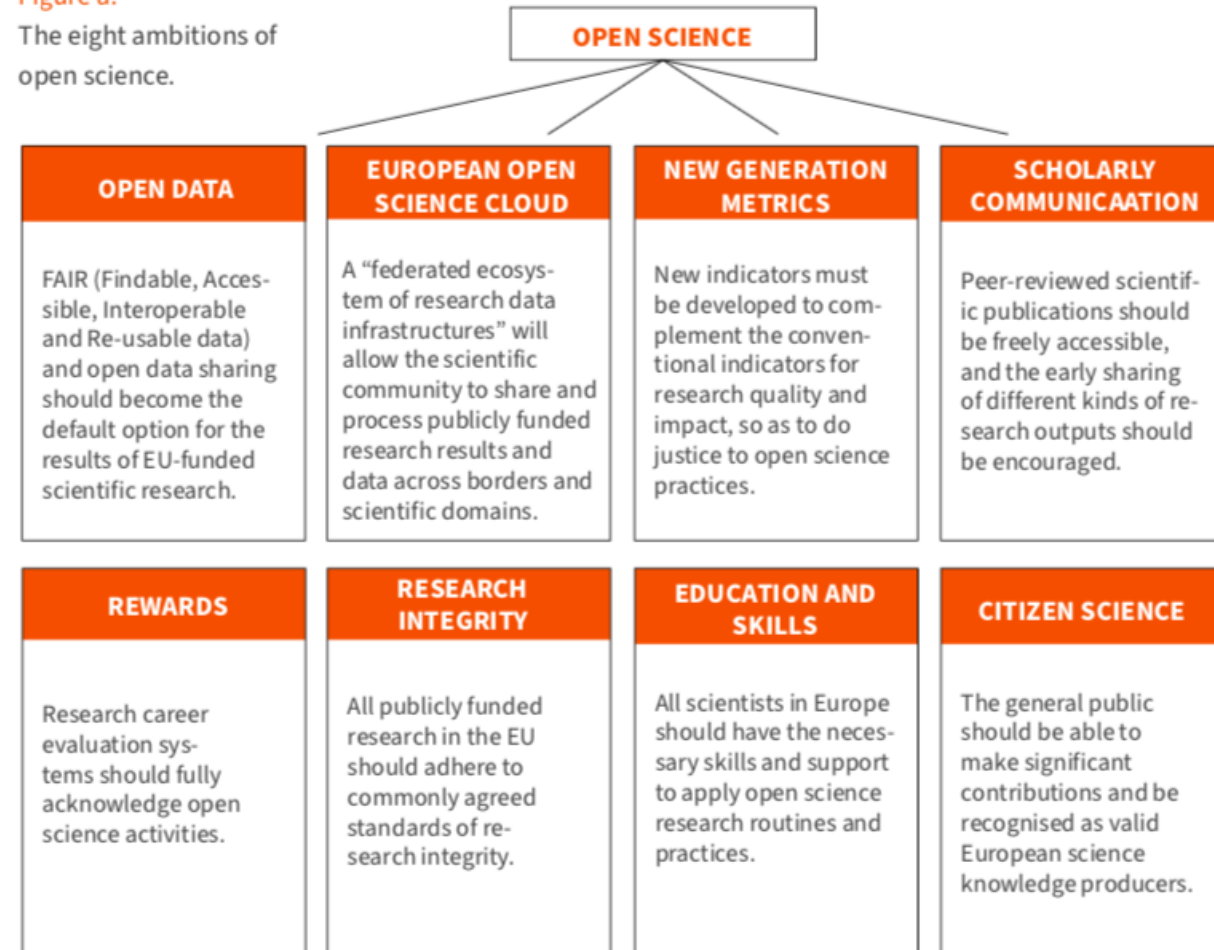 Figure a.
The eight ambitions of
open science.
OPEN SCIENCE
OPEN DATA
FAIR (Findable, Acces-
sible, Interoperable
and Re-usable data)
and open data sharing
should become the
default option for the
results of EU-funded
scientific research.
EUROPEAN OPEN
SCIENCE CLOUD
A “federated ecosys-
tem of research data
infrastructures” will
allow the scientific
community to share and
process publicly funded
research results and
data across borders and
scientific domains.
NEW GENERATION
METRICS
New indicators must
be developed to com-
plement the conven-
tional indicators for
research quality and
impact, so as to do
justice to open science
practices.
SCHOLARLY
COMMUNICAATION
Peer-reviewed scientif-
ic publications should
be freely accessible,
and the early sharing
of different kinds of re-
search outputs should
be encouraged.
REWARDS
Research career
evaluation sys-
tems should fully
acknowledge open
science activities.
RESEARCH
INTEGRITY
All publicly funded
research in the EU
should adhere to
commonly agreed
standards of re-
search integrity.
EDUCATION AND
SKILLS
All scientists in Europe
should have the neces-
sary skills and support
to apply open science
research routines and
practices.
CITIZEN SCIENCE
The general public
should be able to
make significant
contributions and be
recognised as valid
European science
knowledge producers.